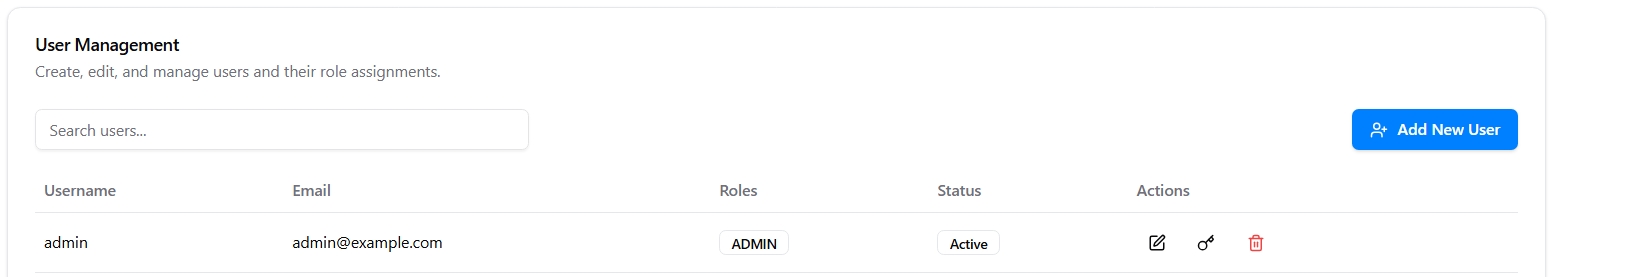 User Management
Create, edit, and manage users and their role assignments.
Search users...
Add New User
Username Email Roles Status Actions
admin admin@example.com ADMIN Active